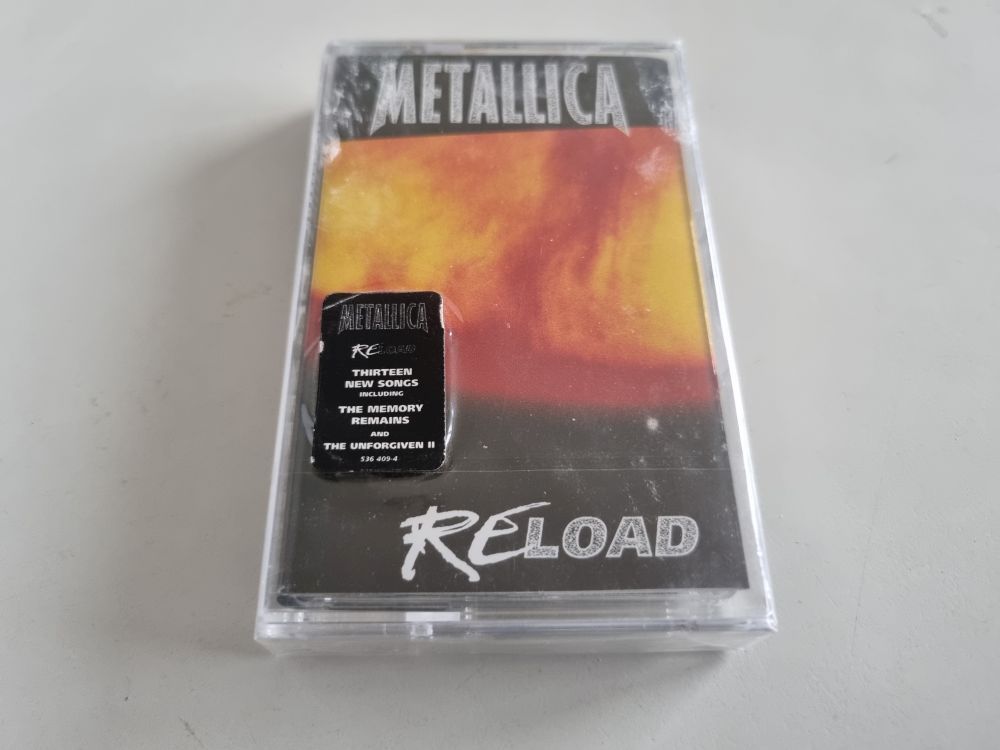 METALLICA
METALLICA
RELOAD
THIRTEEN
NEW SONGS
INCLUDING
THE MEMORY
REMAINS
AND
THE UNFORGIVEN II
536 409-4
RELOAD